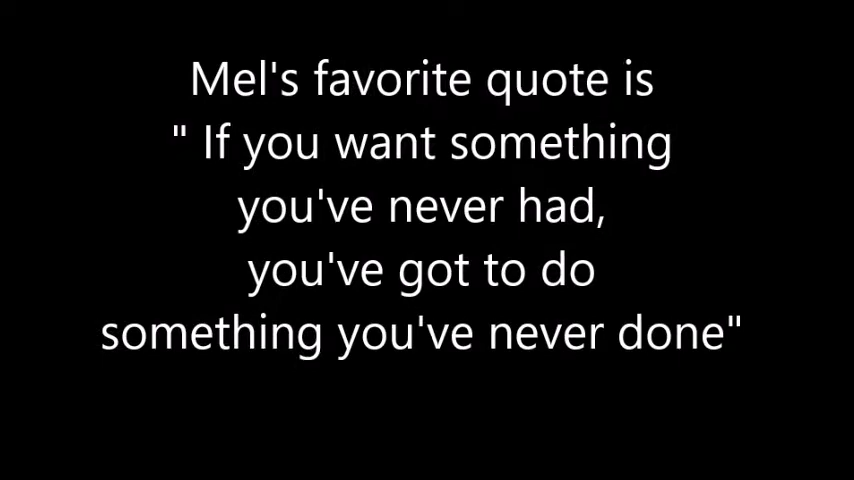 Mel's favorite quote is
" If you want something
you've never had,
you've got to do
something you've never done"